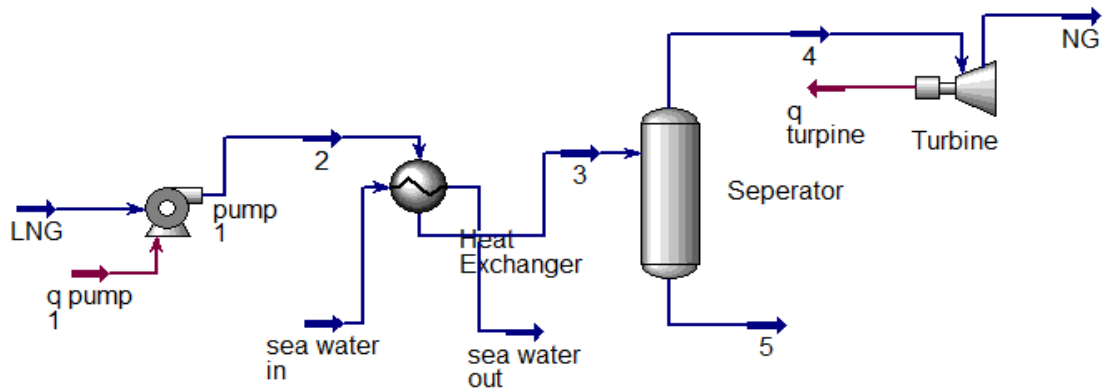 NG
4
q
turpine
Turbine
2
3
Seperator
LNG
pump
1
Heat
Exchanger
q pump
1
sea water
in
sea water
out
5